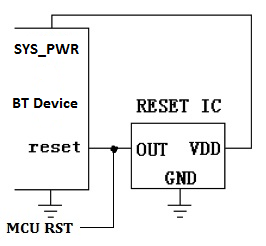 SYS_PWR
BT Device
RESET IC
reset
OUT VDD
GND
MCU RST